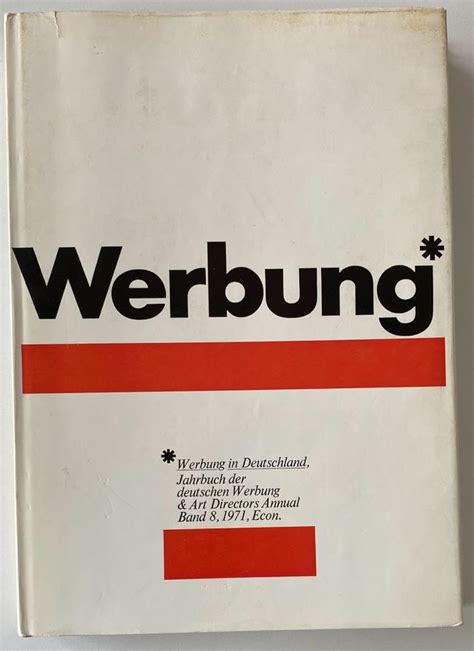 Werbung*
* Werbung in Deutschland,
Jahrbuch der
deutschen Werbung
& Art Directors Annual
Band 8, 1971, Econ.